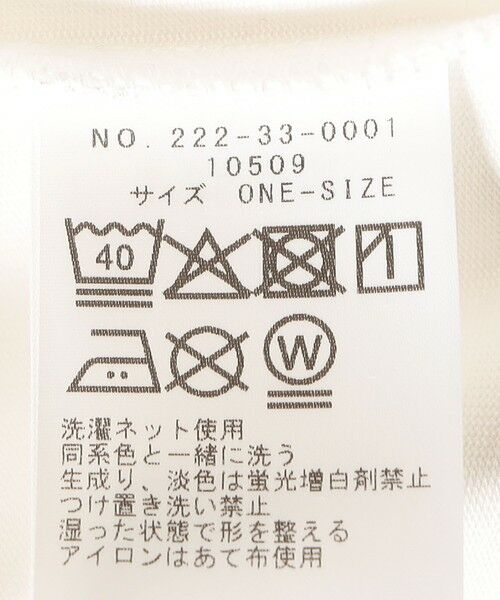 NO. 222-33-0001
10509
サイズ ONE-SIZE
40
W
洗濯ネット使用
同系色と一緒に洗う
生成り、淡色は蛍光増白剤禁止
つけ置き洗い禁止
湿った状態で形を整える
アイロンはあて布使用